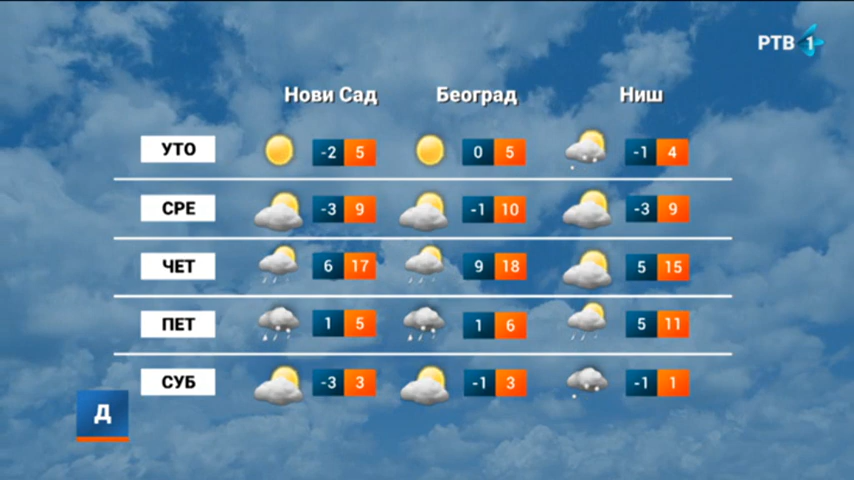 РТВ 1
Нови Сад Београд Ниш
УТО -2 5 0 5 -1 4
СРЕ -3 9 -1 10 -3 9
ЧЕТ 6 17 9 18 5 15
ПЕТ 1 5 1 6 5 11
СУБ -3 3 -1 3 -1 1
Д